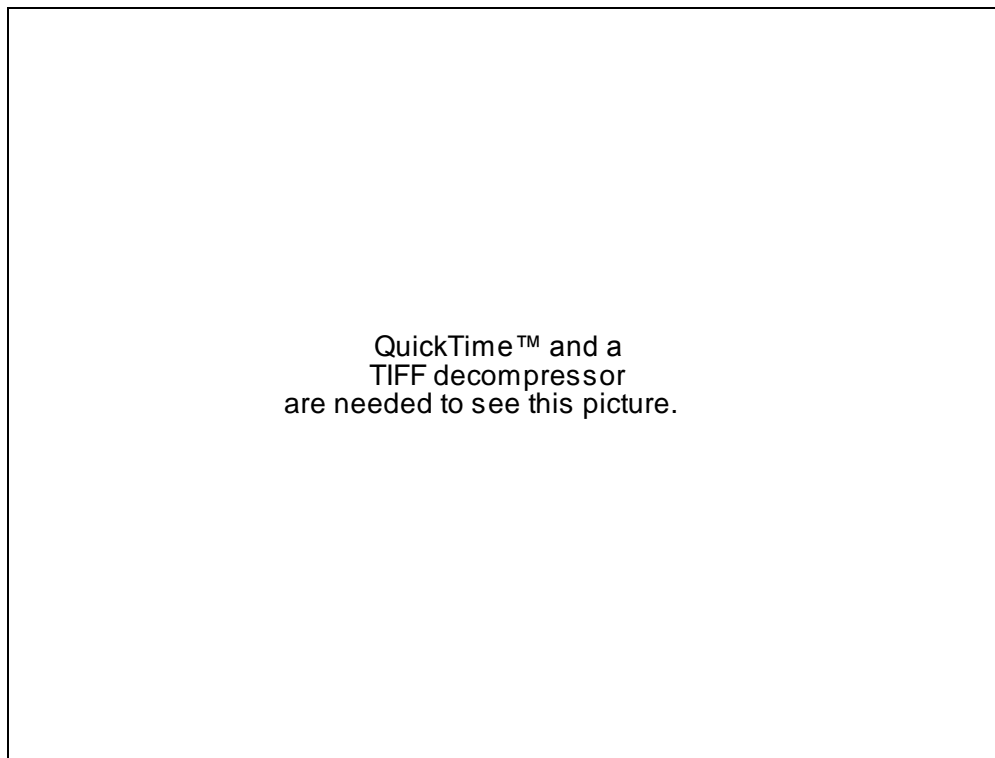 QuickTime™ and a
TIFF decompressor
are needed to see this picture.